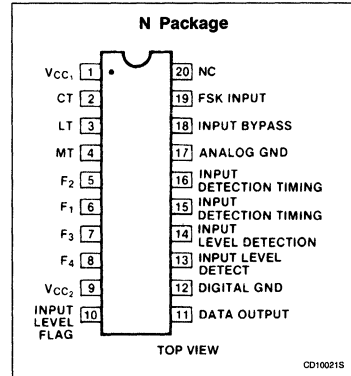 N Package
VCC1 1
CT 2
LT 3
MT 4
F2 5
F1 6
F3 7
F4 8
VCC2 9
INPUT
LEVEL
FLAG 10
20 NC
19 FSK INPUT
18 INPUT BYPASS
17 ANALOG GND
16 INPUT
DETECTION TIMING
15 INPUT
DETECTION TIMING
14 INPUT
LEVEL DETECTION
13 INPUT LEVEL
DETECT
12 DIGITAL GND
11 DATA OUTPUT
TOP VIEW
CD10021S